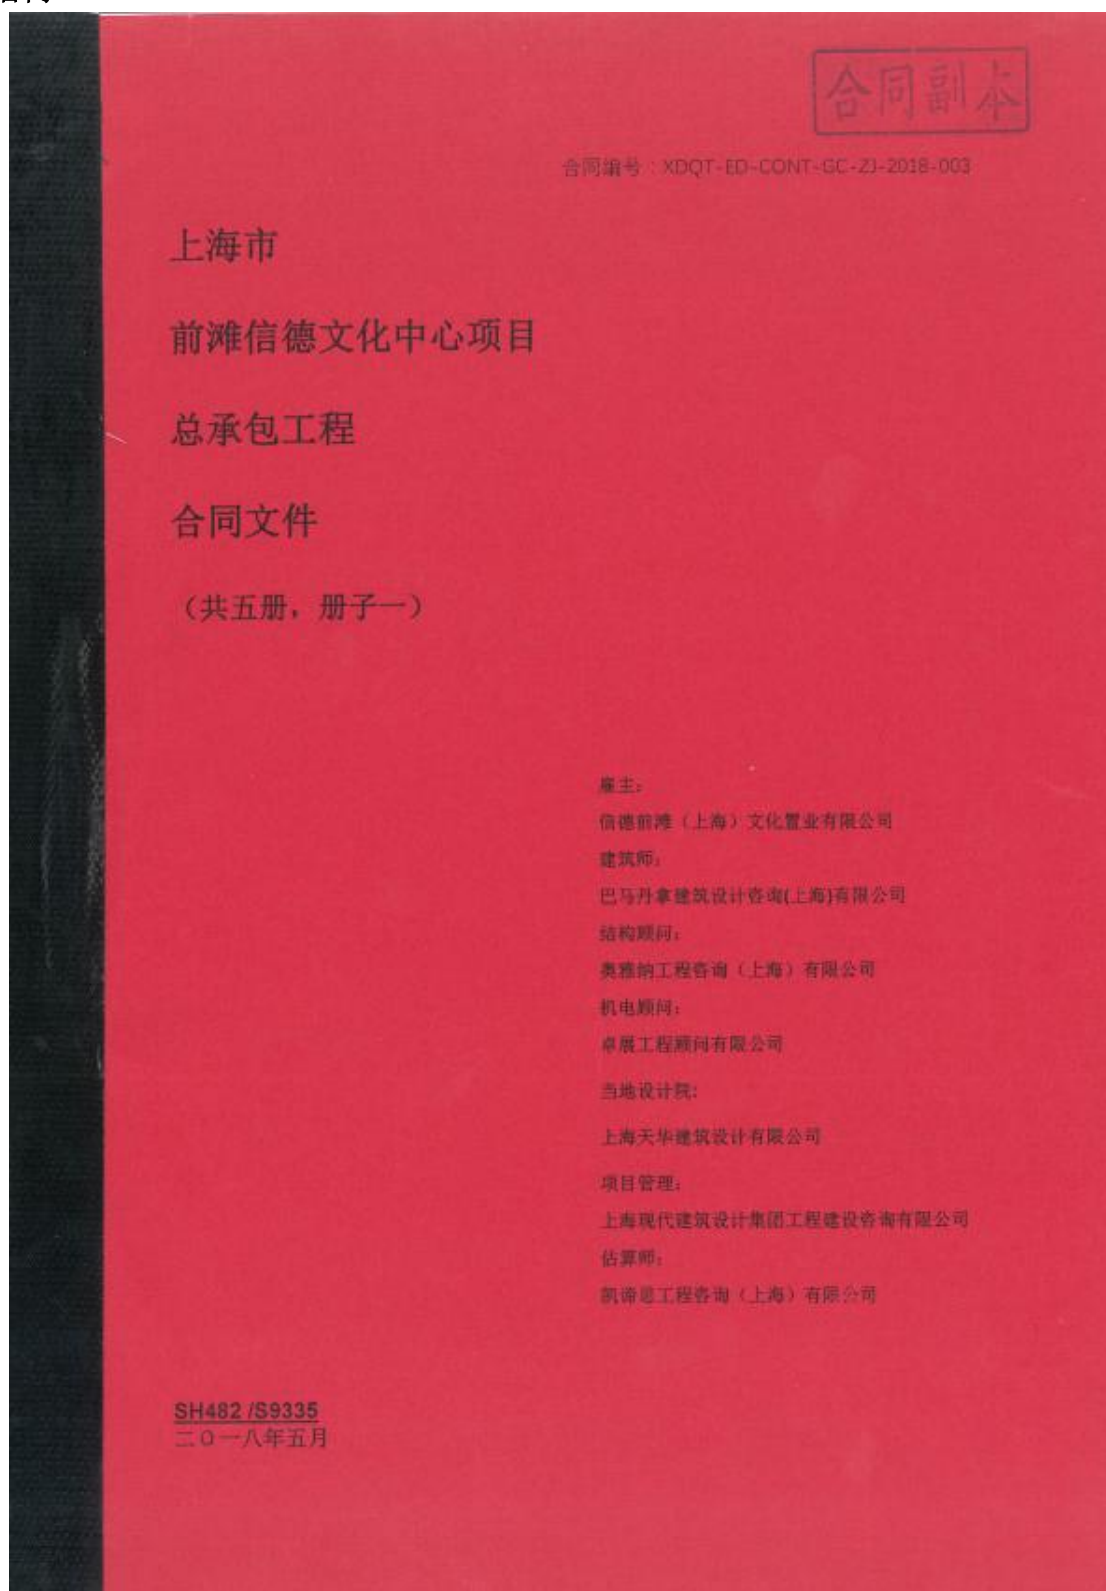 合同副本
合同编号：XDQT-ED-CONT-GC-ZJ-2018-003
上海市
前滩信德文化中心项目
总承包工程
合同文件
（共五册，册子一）
雇主：
信德前滩（上海）文化置业有限公司
建筑师：
巴马丹拿建筑设计咨询(上海)有限公司
结构顾问：
奥雅纳工程咨询（上海）有限公司
机电顾问：
卓展工程顾问有限公司
当地设计院：
上海天华建筑设计有限公司
项目管理：
上海现代建筑设计集团工程建设咨询有限公司
估算师：
凯谛思工程咨询（上海）有限公司
SH482 /S9335
二〇一八年五月